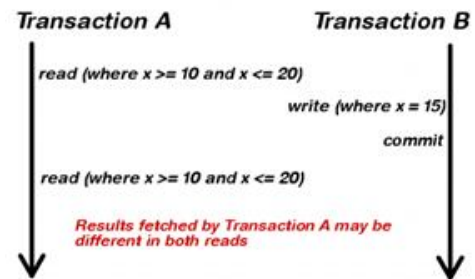 Transaction A
Transaction B
read (where x >= 10 and x <= 20)
write (where x = 15)
commit
read (where x >= 10 and x <= 20)
Results fetched by Transaction A may be
different in both reads